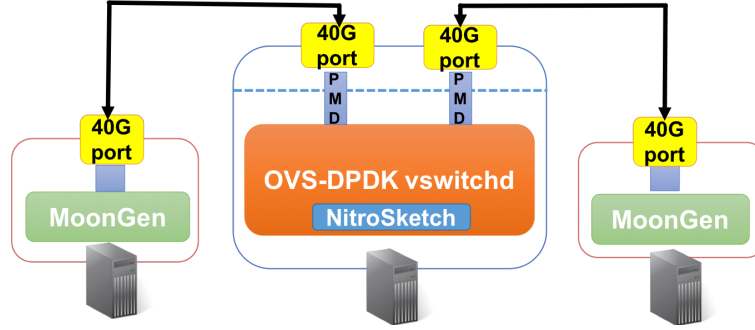 40G
port
40G
port
P
M
D
P
M
D
40G
port
40G
port
OVS-DPDK vswitchd
NitroSketch
MoonGen
MoonGen